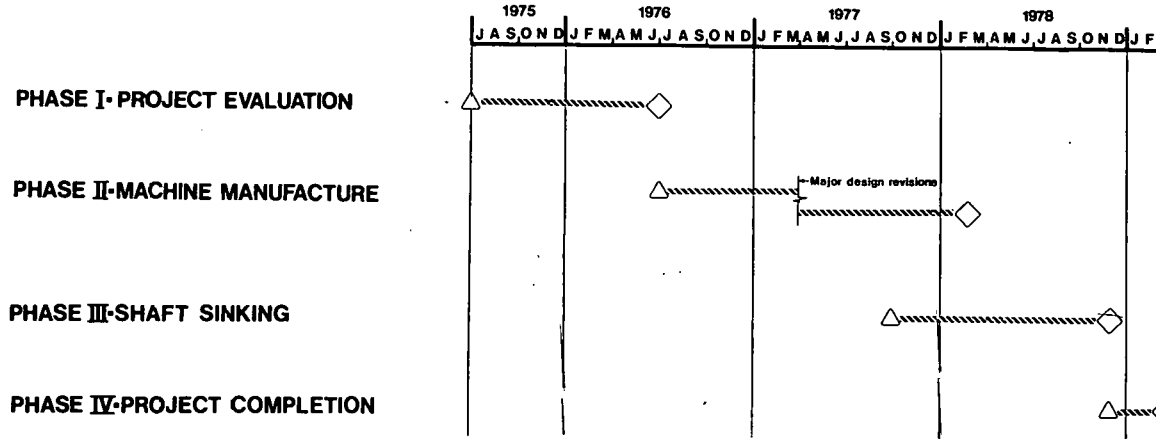 1975 1976 1977 1978
J A S O N D J F M A M J J A S O N D J F M A M J J A S O N D J F M A M J J A S O N D J F
PHASE I-PROJECT EVALUATION
PHASE II-MACHINE MANUFACTURE
Major design revisions
PHASE III-SHAFT SINKING
PHASE IV-PROJECT COMPLETION